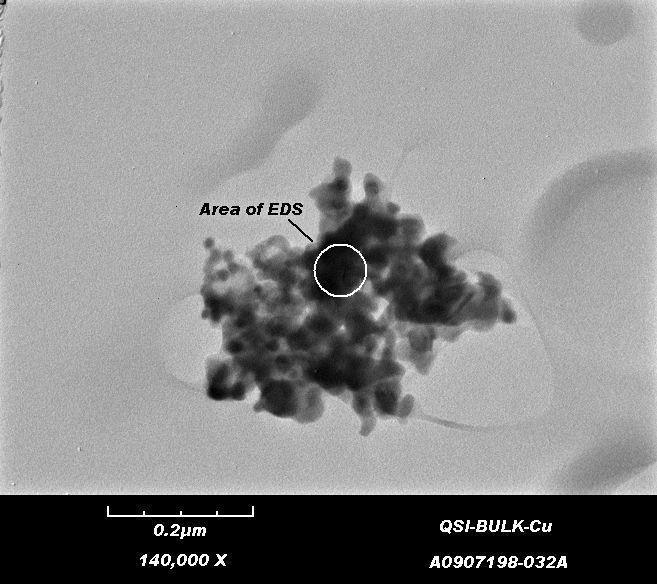 Area of EDS
0.2µm
140,000 X
QSI-BULK-Cu
A0907198-032A